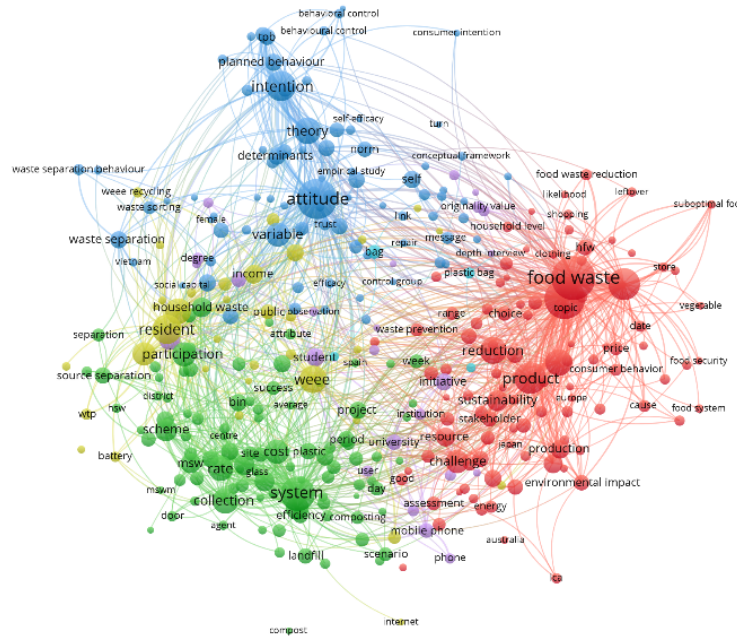 behavioral control
tpb
behavioural control
consumer intention
planned behaviour
intention
self-efficacy
turn
theory
norm
determinants
conceptual framework
waste separation behaviour
empirical study
self
food waste reduction
weee recycling
attitude
likelihood
leftover
originality value
shopping
suboptimal foo
waste sorting
female
link
household level
trust
waste separation
variable
message
repair
clothing
hfw
bag
depth interview
vietnam
degree
store
income
plastic bag
food waste
social capital
efficacy
control group
household waste
public
observation
range
choice
topic
vegetable
resident
waste prevention
date
separation
attribute
participation
student
spain
week
reduction
price
source separation
weee
consumer behavior
food security
success
initiative
product
district
europe
wtp
hsw
bin
average
sustainability
cause
food system
project
institution
stakeholder
scheme
centre
period
university
resource
japan
site
cost
plastic
production
battery
msw
rate
glass
user
good
challenge
mswm
day
environmental impact
collection
system
assessment
energy
door
agent
efficiency
composting
mobile phone
australia
landfill
scenario
phone
lca
internet
compost